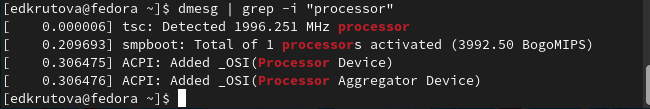 [edkrutova@fedora ~]$ dmesg | grep -i "processor"
[    0.000006] tsc: Detected 1996.251 MHz processor
[    0.209693] smpboot: Total of 1 processors activated (3992.50 BogoMIPS)
[    0.306475] ACPI: Added _OSI(Processor Device)
[    0.306476] ACPI: Added _OSI(Processor Aggregator Device)
[edkrutova@fedora ~]$